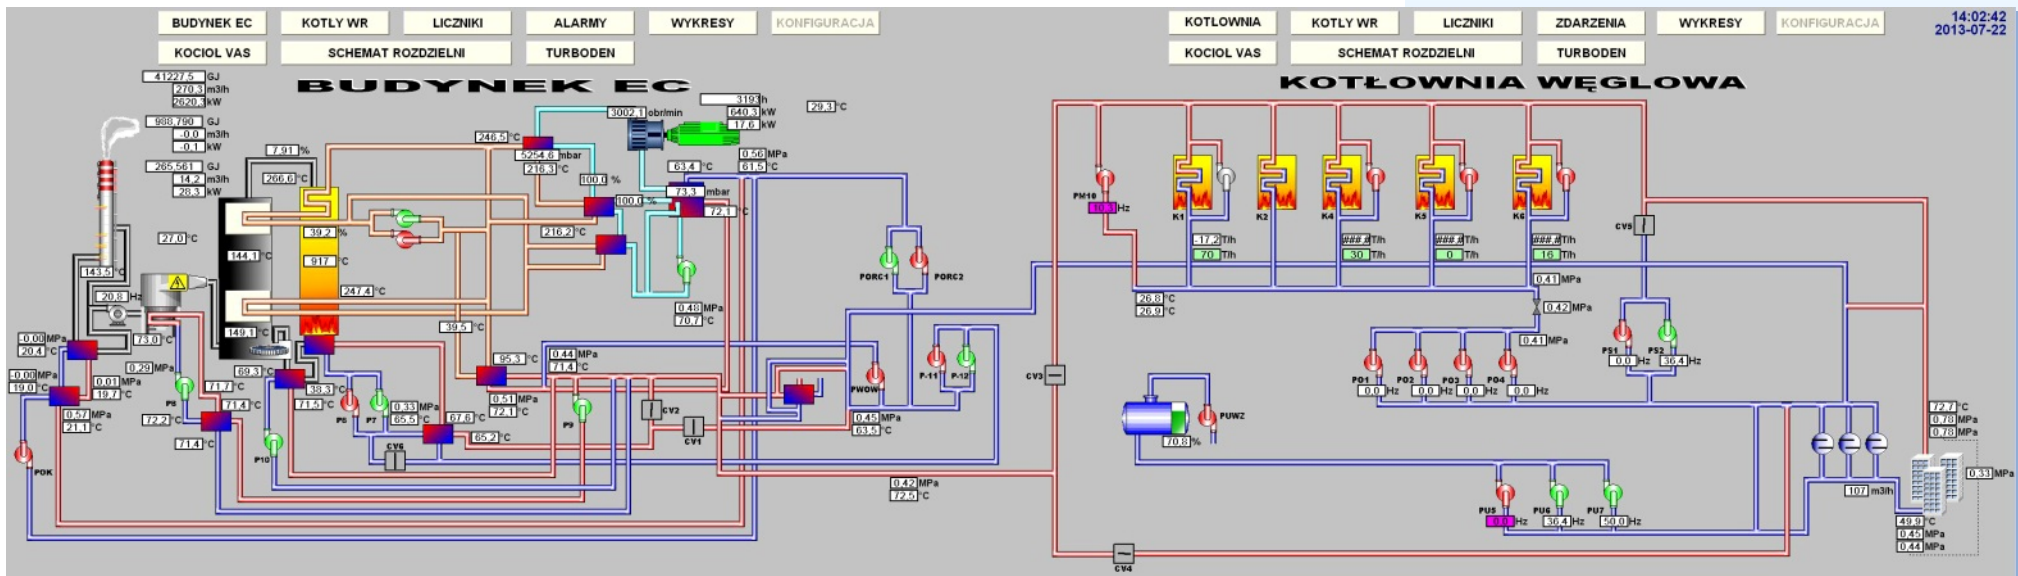 BUDYNEK EC KOTLY WR LICZNIKI ALARMY WYKRESY KONFIGURACJA
KOCIOL VAS SCHEMAT ROZDZIELNI TURBODEN
KOTLOWNIA KOTLY WR LICZNIKI ZDARZENIA WYKRESY KONFIGURACJA
KOCIOL VAS SCHEMAT ROZDZIELNI TURBODEN
14:02:42
2013-07-22
BUDYNEK EC
KOTŁOWNIA WĘGLOWA
41227,5 GJ
270,3 m3/h
2620,3 kW
988,790 GJ
-0,0 m3/h
-0,1 kW
265,561 GJ
14,2 m3/h
28,3 kW
7,91 %
266,6 °C
27,0 °C
143,5 °C
20,8 Hz
144,1 °C
149,1 °C
39,2 %
917 °C
247,4 °C
246,5 °C
5254,6 mbar
216,3 °C
100,0 %
100,0 %
216,2 °C
3002,1 obr/min
3193 h
640,3 kW
17,6 kW
29,3 °C
0,56 MPa
61,5 °C
63,4 °C
73,3 mbar
72,1 °C
0,48 MPa
70,7 °C
39,5 °C
95,3 °C
0,44 MPa
71,4 °C
0,51 MPa
72,1 °C
-0,00 MPa
20,4 °C
-0,00 MPa
19,0 °C
0,01 MPa
19,7 °C
0,57 MPa
21,1 °C
73,0 °C
0,29 MPa
P8
72,2 °C
71,7 °C
71,4 °C
71,4 °C
69,3 °C
38,3 °C
71,5 °C
P10
P6
P7
0,33 MPa
65,5 °C
67,6 °C
65,2 °C
CV6
P9
CV2
CV1
POK
PWOW
0,45 MPa
63,5 °C
P-11
P-12
PORC1
PORC2
0,42 MPa
72,5 °C
CV3
CV4
CV5
PM10
Hz
K1
K2
K4
K5
K6
-17,2 T/h
70 T/h
###,# T/h
30 T/h
###,# T/h
0 T/h
###,# T/h
16 T/h
26,8 °C
26,9 °C
0,41 MPa
0,42 MPa
0,41 MPa
PO1
0,0 Hz
PO2
0,0 Hz
PO3
0,0 Hz
PO4
0,0 Hz
PS1
0,0 Hz
PS2
36,4 Hz
PUWZ
70,8 %
PU5
0,0 Hz
PU6
36,4 Hz
PU7
50,0 Hz
72,7 °C
0,78 MPa
0,78 MPa
0,33 MPa
107 m3/h
49,9 °C
0,45 MPa
0,44 MPa